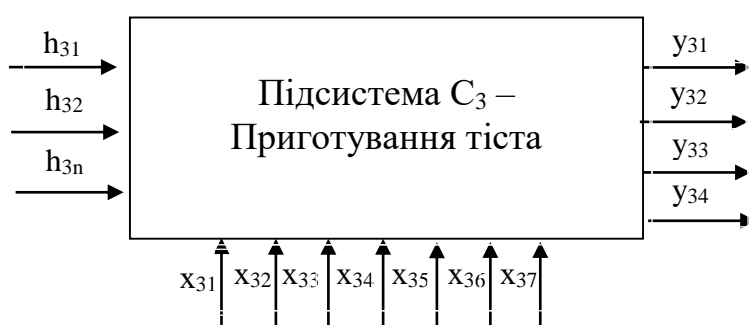 h₃₁
h₃₂
h₃ₙ
Підсистема С₃ –
Приготування тіста
y₃₁
y₃₂
y₃₃
y₃₄
x₃₁ x₃₂ x₃₃ x₃₄ x₃₅ x₃₆ x₃₇